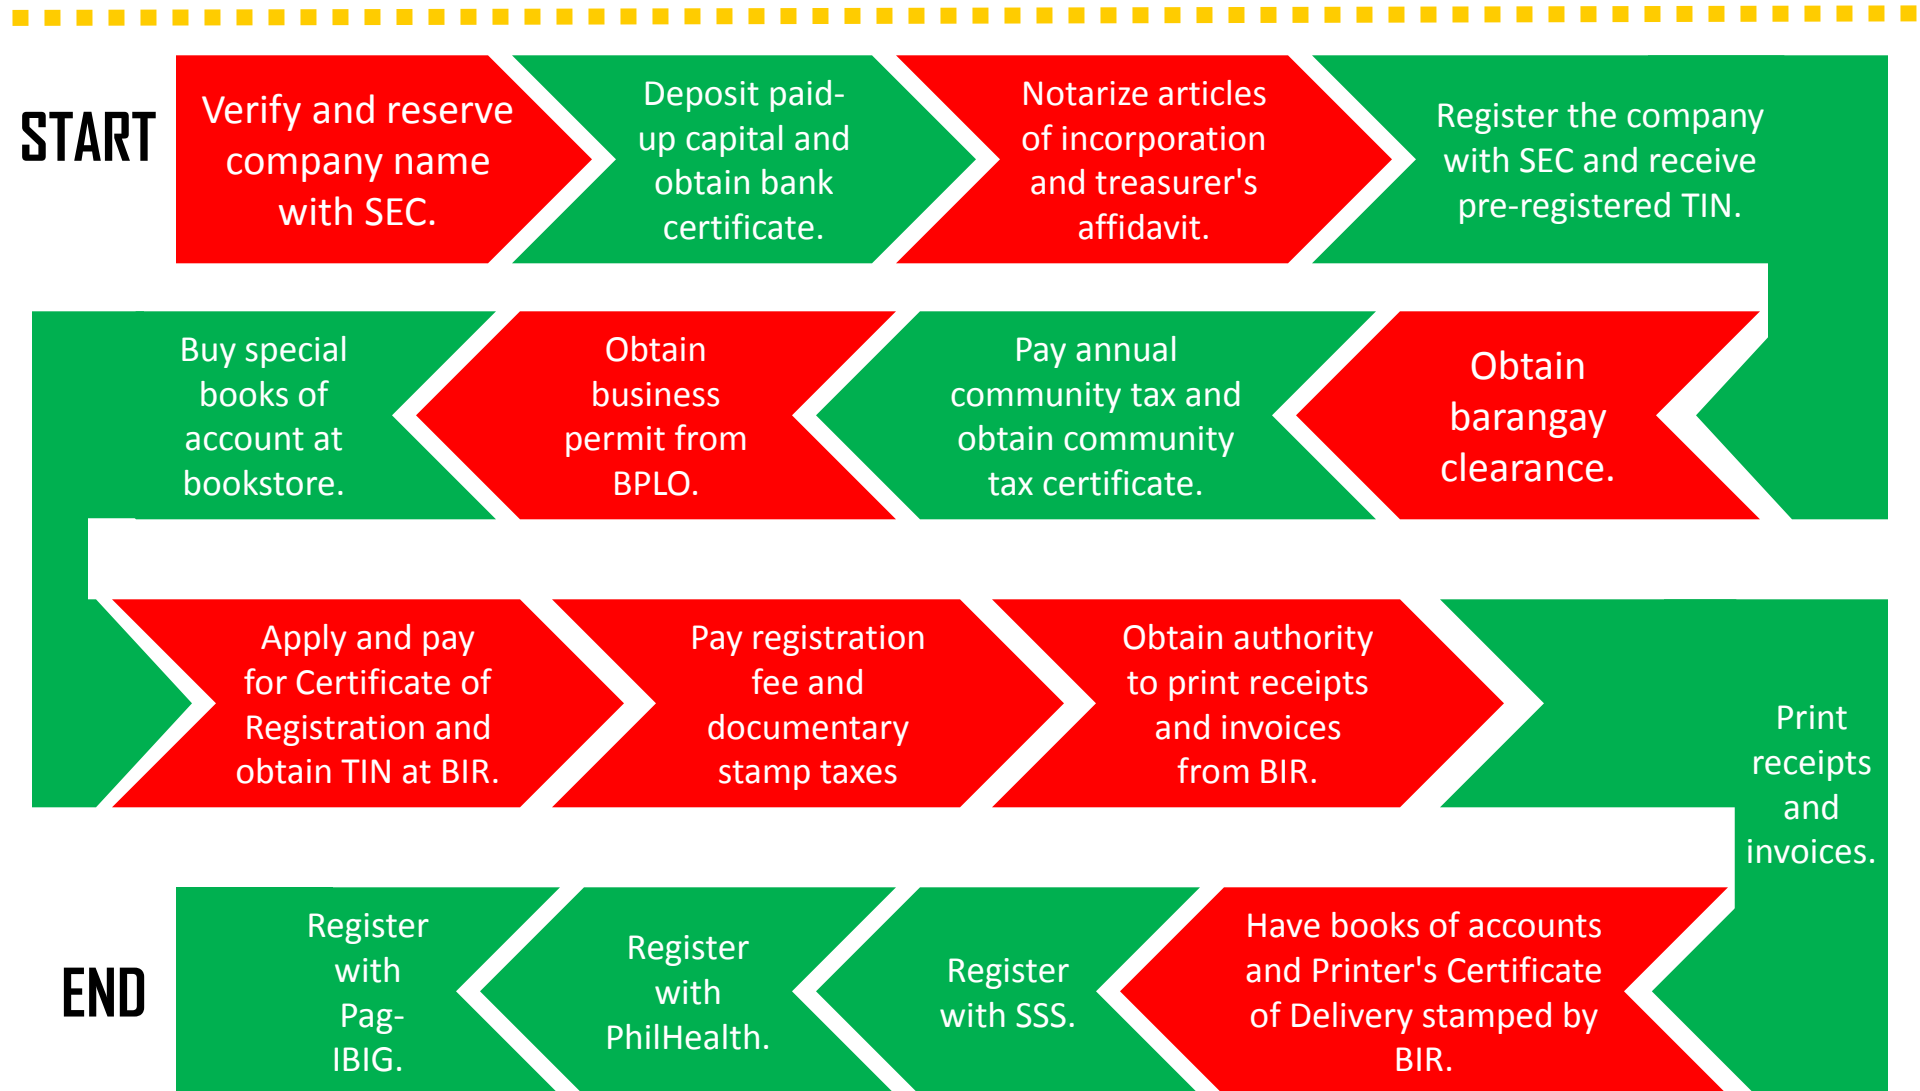 START
Verify and reserve
company name
with SEC.
Deposit paid-
up capital and
obtain bank
certificate.
Notarize articles
of incorporation
and treasurer's
affidavit.
Register the company
with SEC and receive
pre-registered TIN.
Obtain
barangay
clearance.
Pay annual
community tax and
obtain community
tax certificate.
Obtain
business
permit from
BPLO.
Buy special
books of
account at
bookstore.
Apply and pay
for Certificate of
Registration and
obtain TIN at BIR.
Pay registration
fee and
documentary
stamp taxes
Obtain authority
to print receipts
and invoices
from BIR.
Print
receipts
and
invoices.
Have books of accounts
and Printer's Certificate
of Delivery stamped by
BIR.
Register
with SSS.
Register
with
PhilHealth.
Register
with
Pag-
IBIG.
END